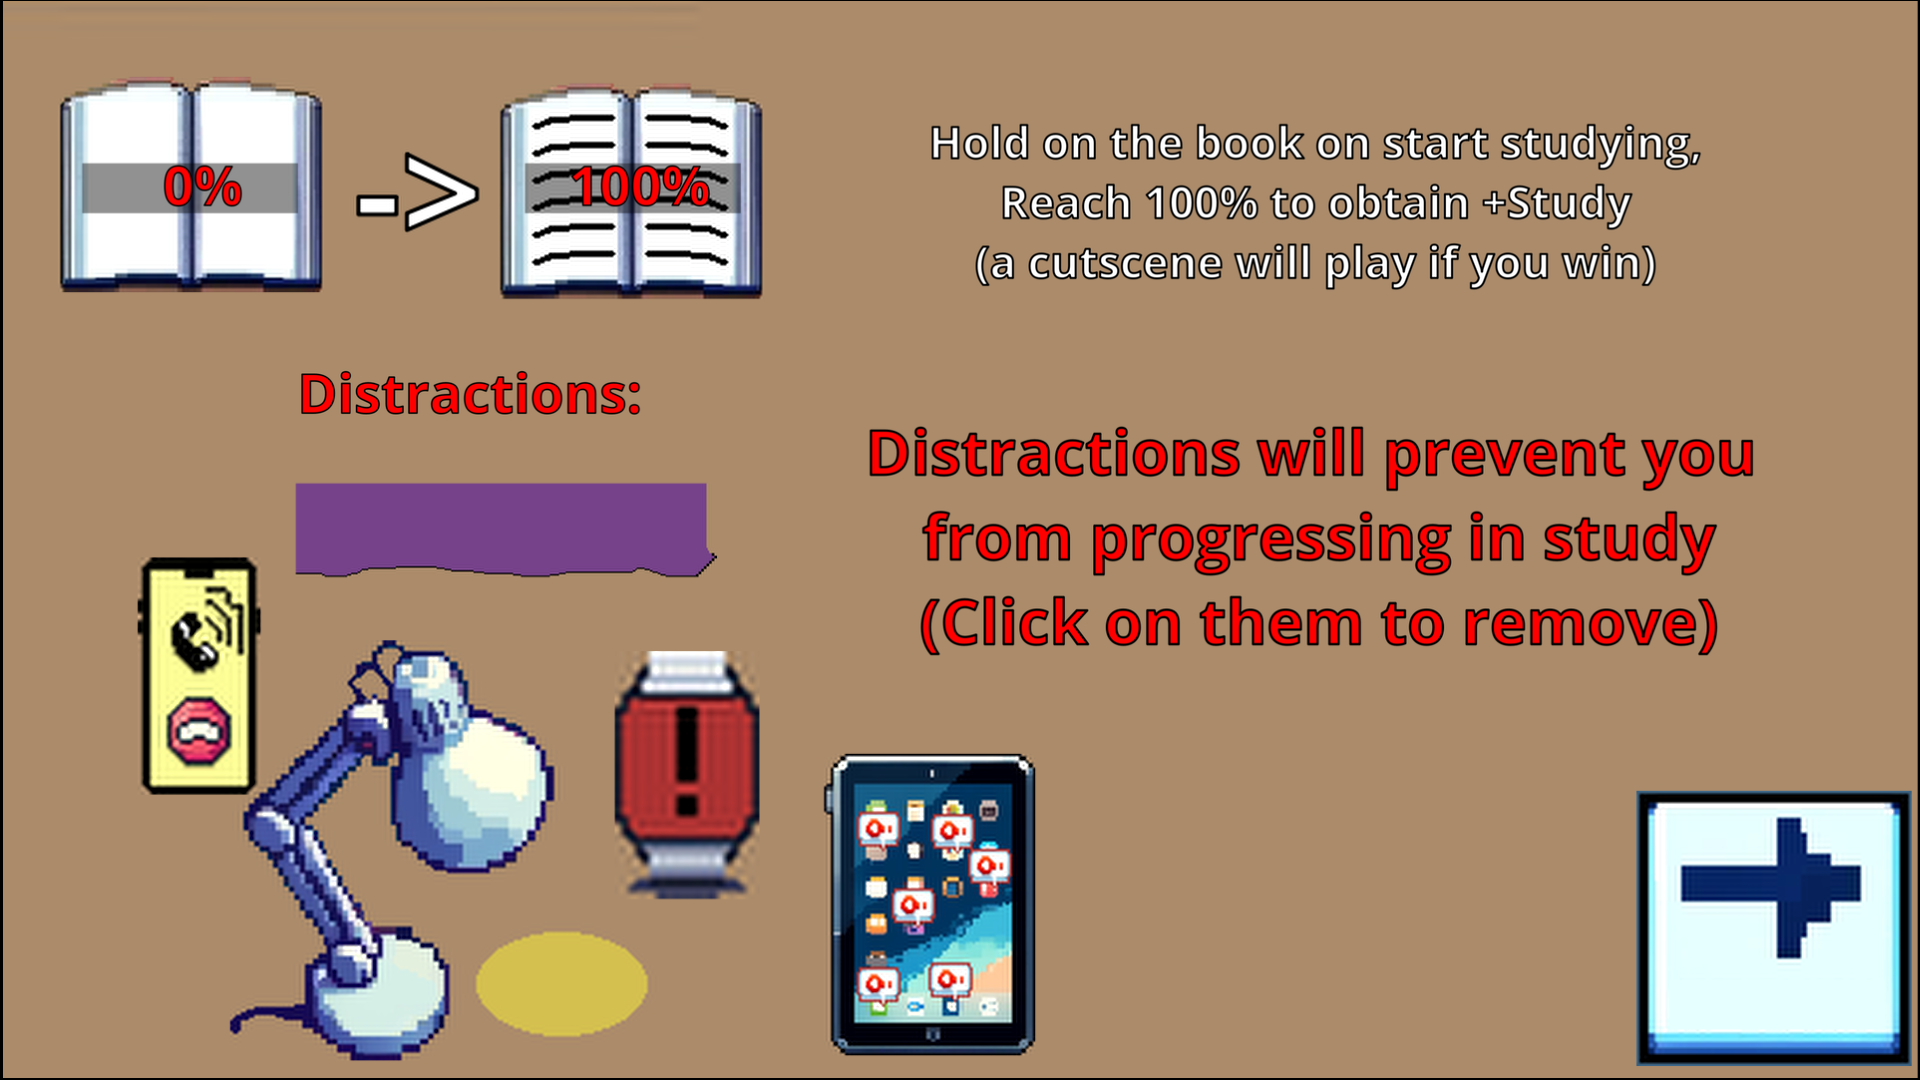 0% -> 100%
Hold on the book on start studying,
Reach 100% to obtain +Study
(a cutscene will play if you win)
Distractions:
Distractions will prevent you
from progressing in study
(Click on them to remove)
!